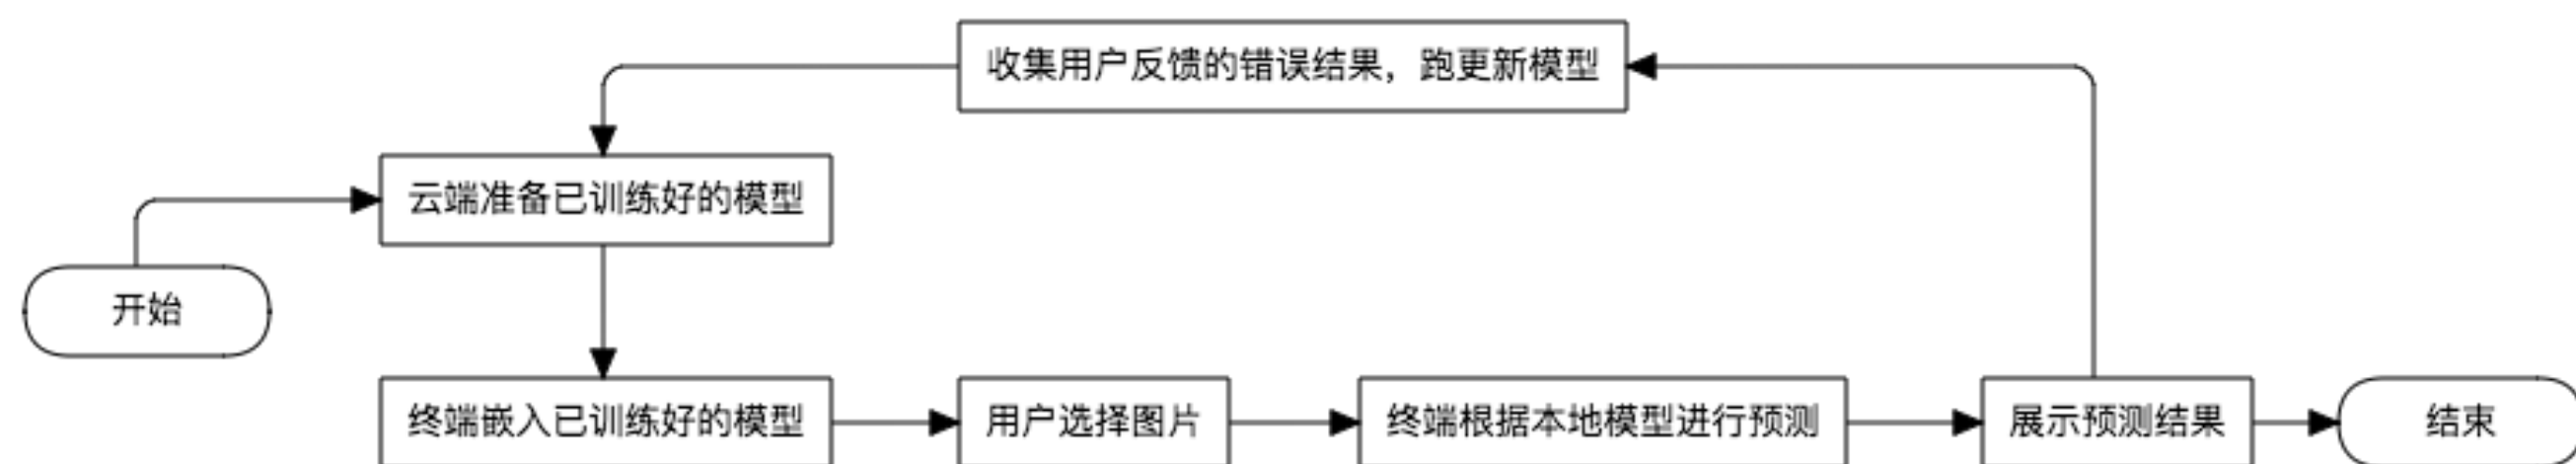 收集用户反馈的错误结果，跑更新模型
云端准备已训练好的模型
开始
终端嵌入已训练好的模型
用户选择图片
终端根据本地模型进行预测
展示预测结果
结束